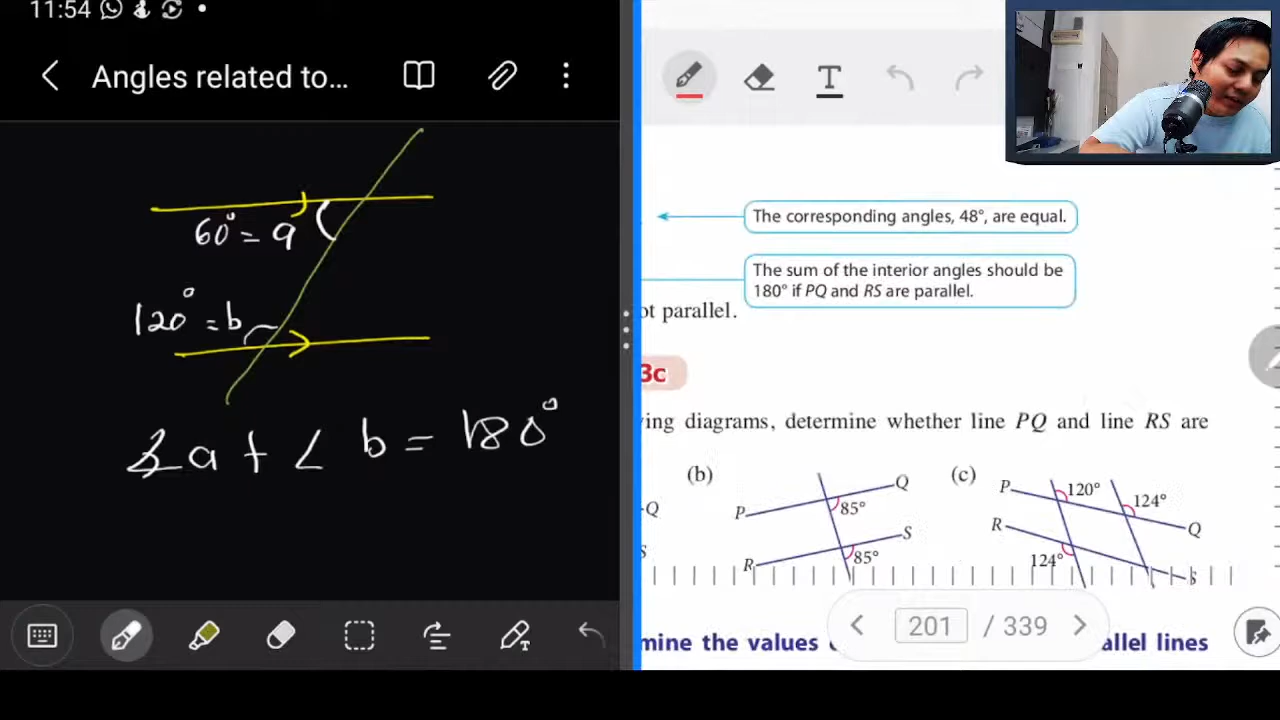 11:54
Angles related to...
60° = a
120° = b
∠a + ∠b = 180°
T
The corresponding angles, 48°, are equal.
The sum of the interior angles should be
180° if PQ and RS are parallel.
ot parallel.
3c
ving diagrams, determine whether line PQ and line RS are
Q
S
(b)
P
Q
85°
R
S
85°
(c)
P
120°
124°
Q
R
124°
S
201 / 339
mine the values
allel lines